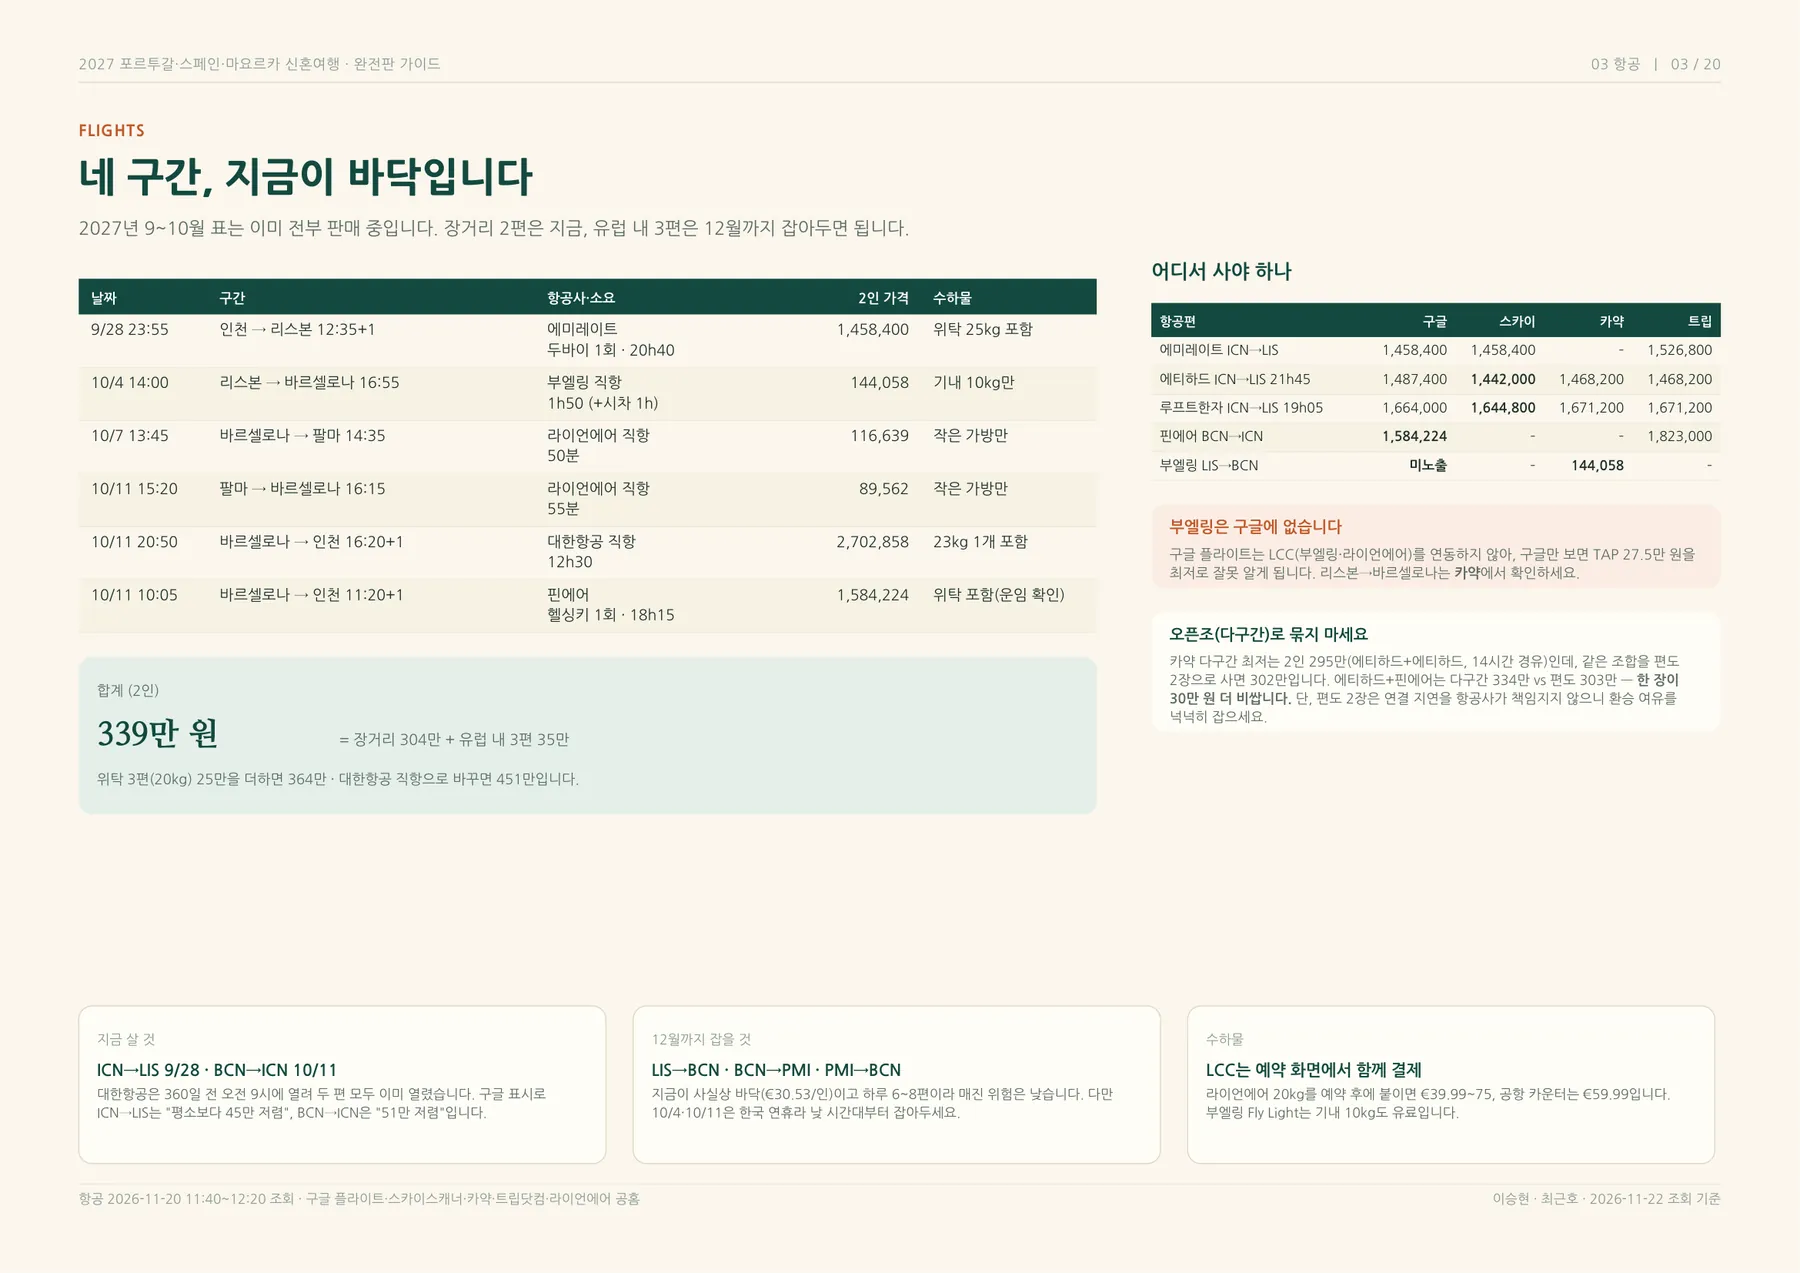 2027 포르투갈·스페인·마요르카 신혼여행 · 완전판 가이드
03 항공 | 03 / 20
FLIGHTS
네 구간, 지금이 바닥입니다
2027년 9~10월 표는 이미 전부 판매 중입니다. 장거리 2편은 지금, 유럽 내 3편은 12월까지 잡아두면 됩니다.
날짜 구간 항공사·소요 2인 가격 수하물
9/28 23:55 인천 → 리스본 12:35+1 에미레이트 1,458,400 위탁 25kg 포함
두바이 1회 · 20h40
10/4 14:00 리스본 → 바르셀로나 16:55 부엘링 직항 144,058 기내 10kg만
1h50 (+시차 1h)
10/7 13:45 바르셀로나 → 팔마 14:35 라이언에어 직항 116,639 작은 가방만
50분
10/11 15:20 팔마 → 바르셀로나 16:15 라이언에어 직항 89,562 작은 가방만
55분
10/11 20:50 바르셀로나 → 인천 16:20+1 대한항공 직항 2,702,858 23kg 1개 포함
12h30
10/11 10:05 바르셀로나 → 인천 11:20+1 핀에어 1,584,224 위탁 포함(운임 확인)
헬싱키 1회 · 18h15
합계 (2인)
339만 원 = 장거리 304만 + 유럽 내 3편 35만
위탁 3편(20kg) 25만을 더하면 364만 · 대한항공 직항으로 바꾸면 451만입니다.
어디서 사야 하나
항공편 구글 스카이 카약 트립
에미레이트 ICN→LIS 1,458,400 1,458,400 - 1,526,800
에티하드 ICN→LIS 21h45 1,487,400 1,442,000 1,468,200 1,468,200
루프트한자 ICN→LIS 19h05 1,664,000 1,644,800 1,671,200 1,671,200
핀에어 BCN→ICN 1,584,224 - - 1,823,000
부엘링 LIS→BCN 미노출 - 144,058 -
부엘링은 구글에 없습니다
구글 플라이트는 LCC(부엘링·라이언에어)를 연동하지 않아, 구글만 보면 TAP 27.5만 원을
최저로 잘못 알게 됩니다. 리스본→바르셀로나는 카약에서 확인하세요.
오픈조(다구간)로 묶지 마세요
카약 다구간 최저는 2인 295만(에티하드+에티하드, 14시간 경유)인데, 같은 조합을 편도
2장으로 사면 302만입니다. 에티하드+핀에어는 다구간 334만 vs 편도 303만 — 한 장이
30만 원 더 비쌉니다. 단, 편도 2장은 연결 지연을 항공사가 책임지지 않으니 환승 여유를
넉넉히 잡으세요.
지금 살 것
ICN→LIS 9/28 · BCN→ICN 10/11
대한항공은 360일 전 오전 9시에 열려 두 편 모두 이미 열렸습니다. 구글 표시로
ICN→LIS는 "평소보다 45만 저렴", BCN→ICN은 "51만 저렴"입니다.
12월까지 잡을 것
LIS→BCN · BCN→PMI · PMI→BCN
지금이 사실상 바닥(€30.53/인)이고 하루 6~8편이라 매진 위험은 낮습니다. 다만
10/4·10/11은 한국 연휴라 낮 시간대부터 잡아두세요.
수하물
LCC는 예약 화면에서 함께 결제
라이언에어 20kg를 예약 후에 붙이면 €39.99~75, 공항 카운터는 €59.99입니다.
부엘링 Fly Light는 기내 10kg도 유료입니다.
항공 2026-11-20 11:40~12:20 조회 · 구글 플라이트·스카이스캐너·카약·트립닷컴·라이언에어 공홈
이승현 · 최근호 · 2026-11-22 조회 기준